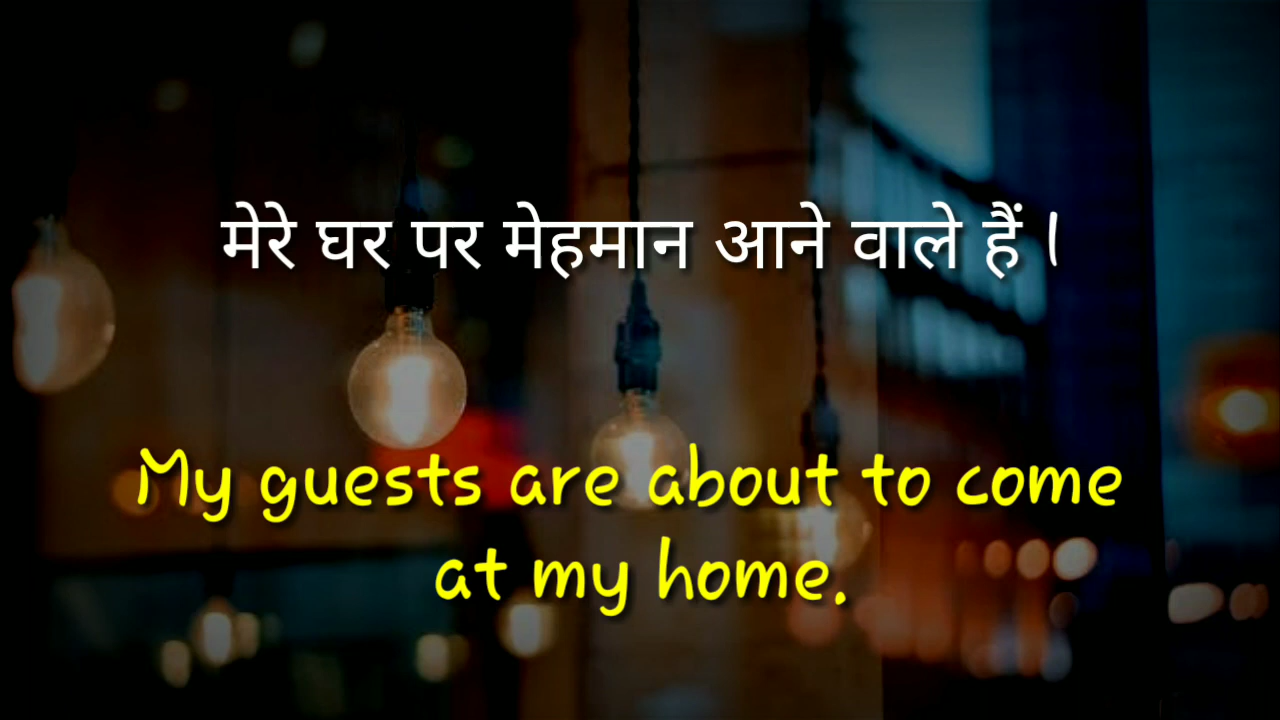 मेरे घर पर मेहमान आने वाले हैं ।
My guests are about to come
at my home.